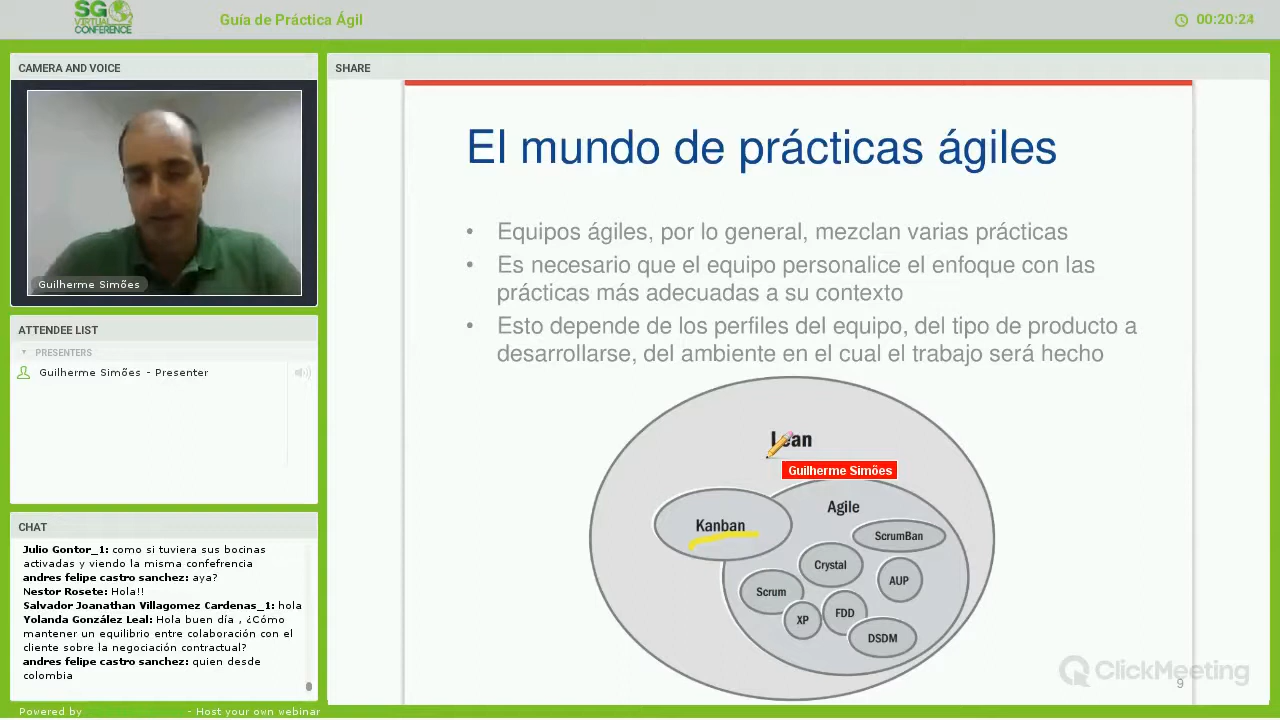 SG
VIRTUAL
CONFERENCE
Guía de Práctica Ágil
00:20:24
CAMERA AND VOICE
Guilherme Simões
ATTENDEE LIST
PRESENTERS
Guilherme Simões - Presenter
CHAT
Julio Gontor_1: como si tuviera sus bocinas
activadas y viendo la misma confefrencia
andres felipe castro sanchez: aya?
Nestor Rosete: Hola!!
Salvador Joanathan Villagomez Cardenas_1: hola
Yolanda González Leal: Hola buen día , ¿Cómo
mantener un equilibrio entre colaboración con el
cliente sobre la negociación contractual?
andres felipe castro sanchez: quien desde
colombia
Powered by - Host your own webinar
SHARE
El mundo de prácticas ágiles
• Equipos ágiles, por lo general, mezclan varias prácticas
• Es necesario que el equipo personalice el enfoque con las
prácticas más adecuadas a su contexto
• Esto depende de los perfiles del equipo, del tipo de producto a
desarrollarse, del ambiente en el cual el trabajo será hecho
Lean
Guilherme Simões
Agile
Kanban
ScrumBan
Crystal
AUP
Scrum
FDD
XP
DSDM
ClickMeeting
9